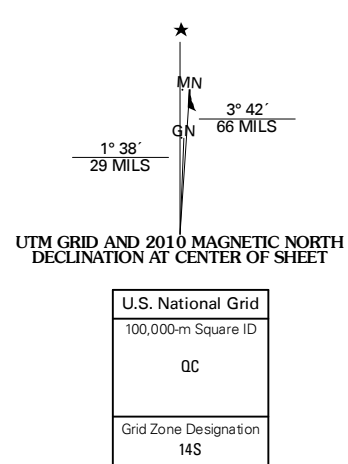 ★
MN
3° 42´
66 MILS
GN
1° 38´
29 MILS
UTM GRID AND 2010 MAGNETIC NORTH
DECLINATION AT CENTER OF SHEET
U.S. National Grid
100,000-m Square ID
QC
Grid Zone Designation
14S